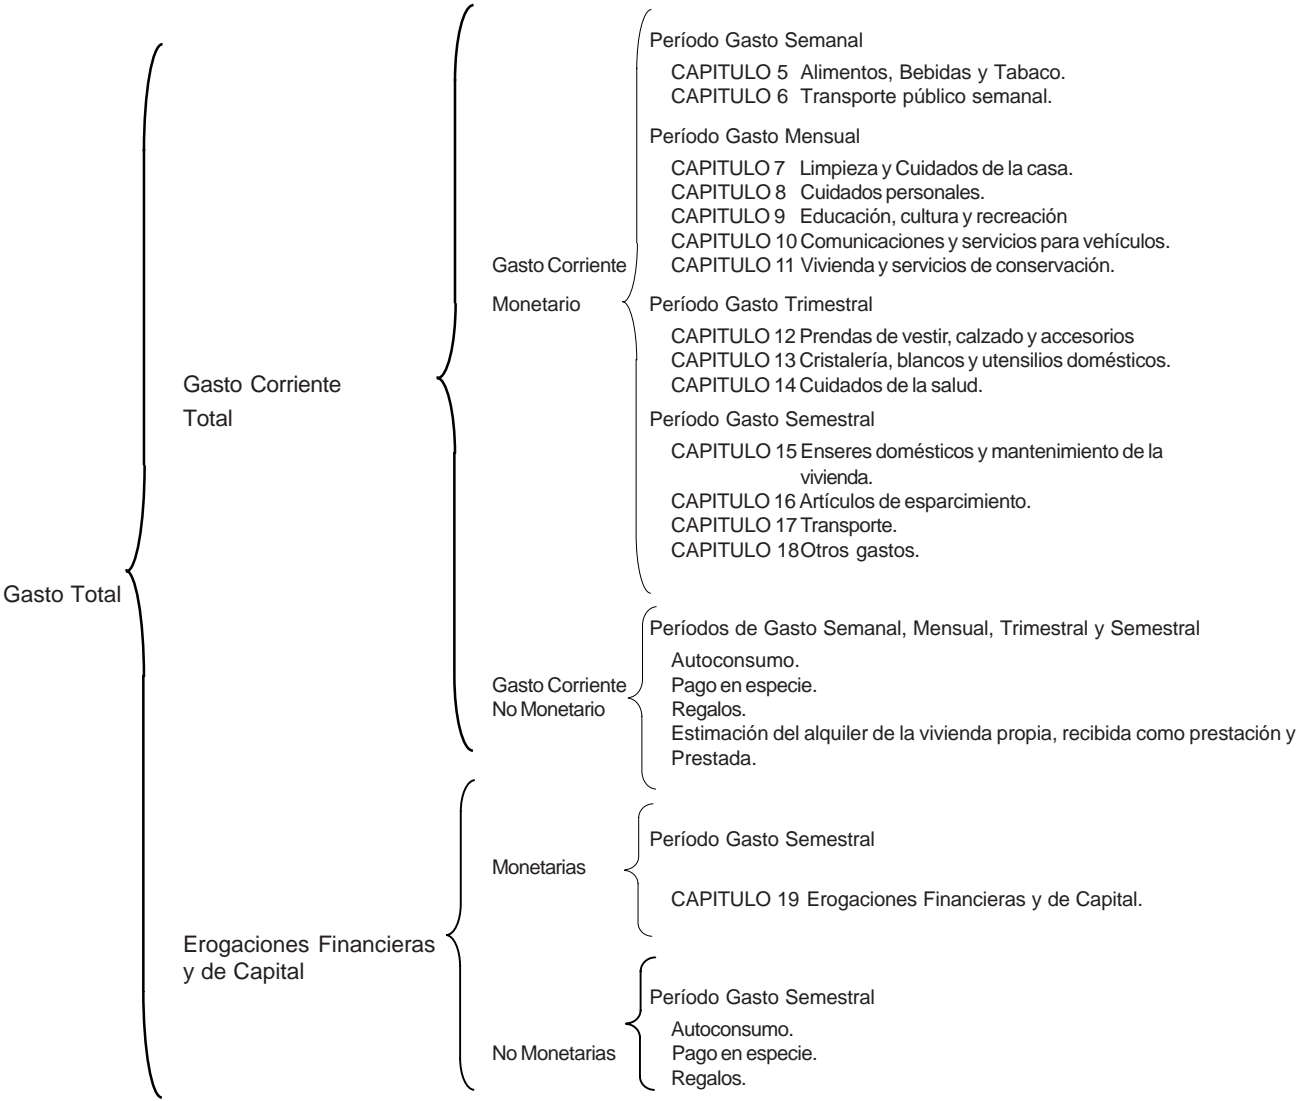 Gasto Total
Gasto Corriente
Total
Gasto Corriente
Monetario
Período Gasto Semanal
CAPITULO 5 Alimentos, Bebidas y Tabaco.
CAPITULO 6 Transporte público semanal.
Período Gasto Mensual
CAPITULO 7 Limpieza y Cuidados de la casa.
CAPITULO 8 Cuidados personales.
CAPITULO 9 Educación, cultura y recreación
CAPITULO 10 Comunicaciones y servicios para vehículos.
CAPITULO 11 Vivienda y servicios de conservación.
Período Gasto Trimestral
CAPITULO 12 Prendas de vestir, calzado y accesorios
CAPITULO 13 Cristalería, blancos y utensilios domésticos.
CAPITULO 14 Cuidados de la salud.
Período Gasto Semestral
CAPITULO 15 Enseres domésticos y mantenimiento de la
vivienda.
CAPITULO 16 Artículos de esparcimiento.
CAPITULO 17 Transporte.
CAPITULO 18 Otros gastos.
Gasto Corriente
No Monetario
Períodos de Gasto Semanal, Mensual, Trimestral y Semestral
Autoconsumo.
Pago en especie.
Regalos.
Estimación del alquiler de la vivienda propia, recibida como prestación y
Prestada.
Erogaciones Financieras
y de Capital
Monetarias
Período Gasto Semestral
CAPITULO 19 Erogaciones Financieras y de Capital.
No Monetarias
Período Gasto Semestral
Autoconsumo.
Pago en especie.
Regalos.